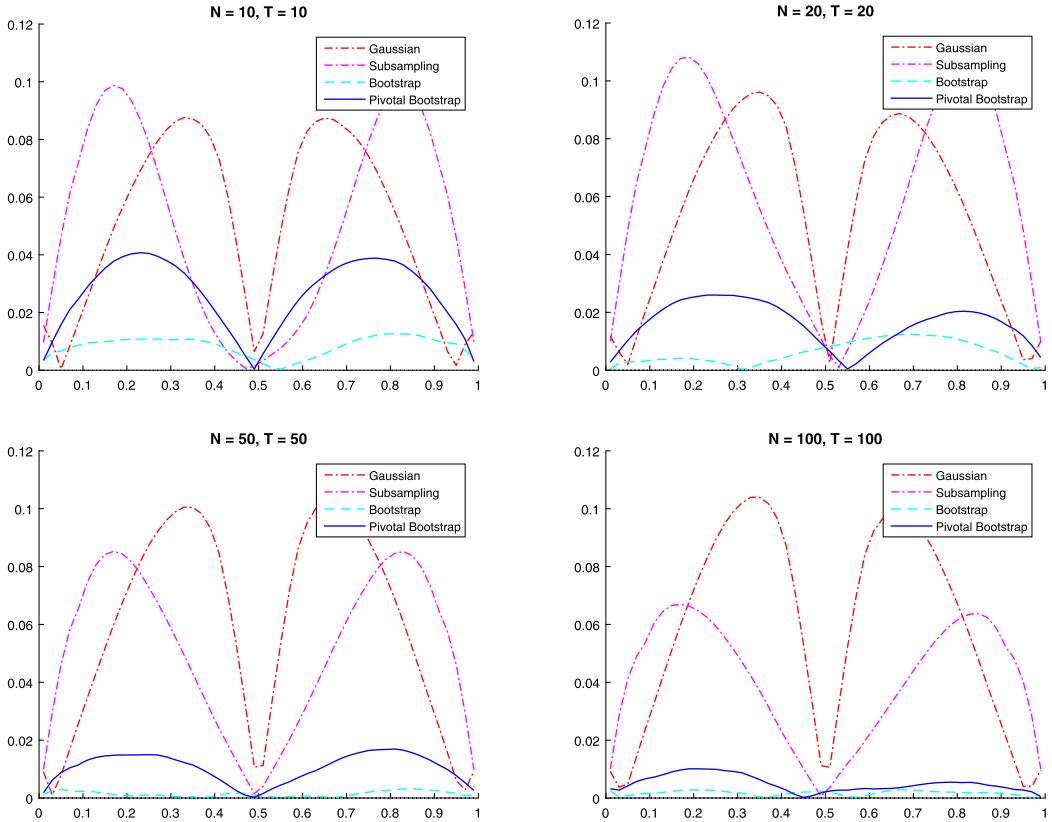 N = 10, T = 10
0.12
0.1
0.08
0.06
0.04
0.02
0
0 0.1 0.2 0.3 0.4 0.5 0.6 0.7 0.8 0.9 1
Gaussian
Subsampling
Bootstrap
Pivotal Bootstrap
N = 20, T = 20
0.12
0.1
0.08
0.06
0.04
0.02
0
0 0.1 0.2 0.3 0.4 0.5 0.6 0.7 0.8 0.9 1
Gaussian
Subsampling
Bootstrap
Pivotal Bootstrap
N = 50, T = 50
0.12
0.1
0.08
0.06
0.04
0.02
0
0 0.1 0.2 0.3 0.4 0.5 0.6 0.7 0.8 0.9 1
Gaussian
Subsampling
Bootstrap
Pivotal Bootstrap
N = 100, T = 100
0.12
0.1
0.08
0.06
0.04
0.02
0
0 0.1 0.2 0.3 0.4 0.5 0.6 0.7 0.8 0.9 1
Gaussian
Subsampling
Bootstrap
Pivotal Bootstrap